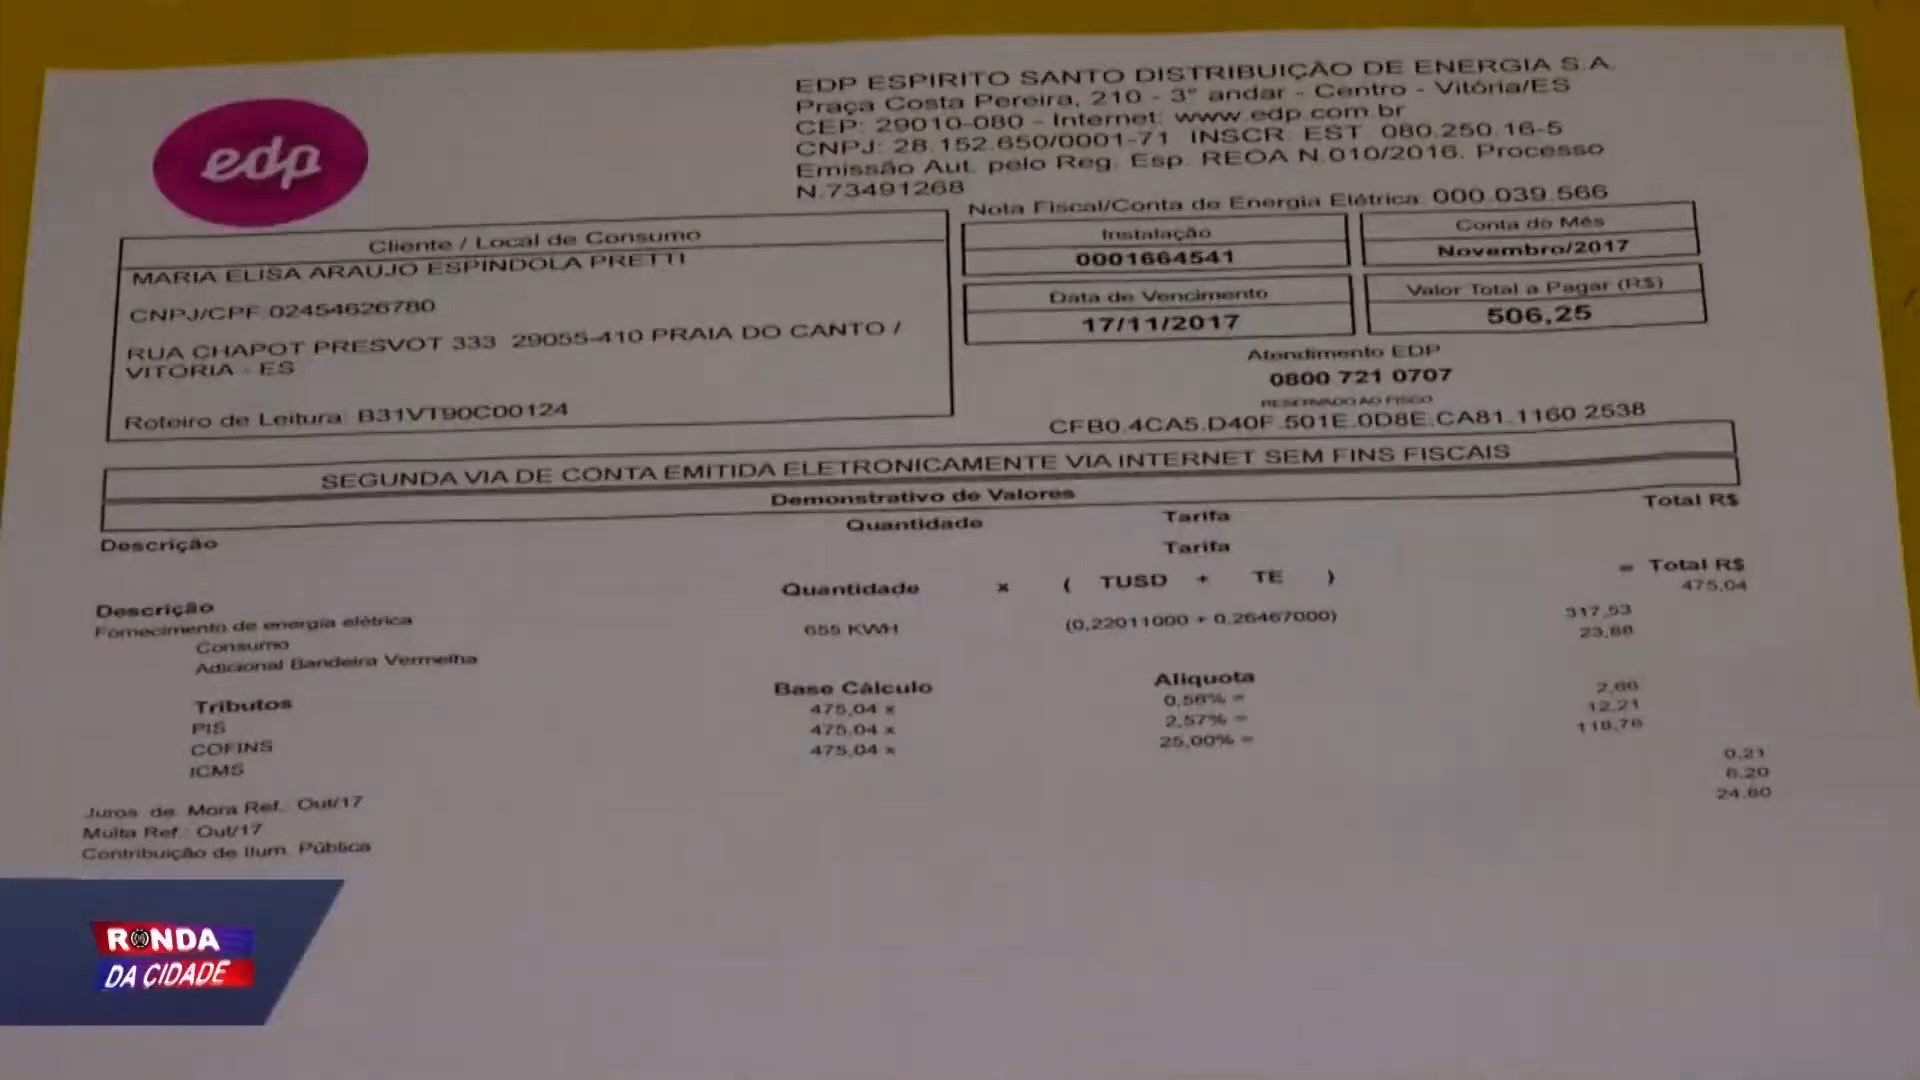 edp
EDP ESPIRITO SANTO DISTRIBUIÇÃO DE ENERGIA S.A.
Praça Costa Pereira, 210 - 3° andar - Centro - Vitória/ES
CEP: 29010-080 - Internet: www.edp.com.br
CNPJ: 28.152.650/0001-71 INSCR. EST. 080.250.16-5
Emissão Aut. pelo Reg. Esp. REOA N.010/2016. Processo
N.73491268
Nota Fiscal/Conta de Energia Elétrica: 000.039.566
Cliente / Local de Consumo
MARIA ELISA ARAUJO ESPINDOLA PRETTI
CNPJ/CPF:02454626780
RUA CHAPOT PRESVOT 333 29055-410 PRAIA DO CANTO /
VITORIA - ES
Roteiro de Leitura: B31VT90C00124
Instalação
0001664541
Conta do Mês
Novembro/2017
Data de Vencimento
17/11/2017
Valor Total a Pagar (R$)
506,25
Atendimento EDP
0800 721 0707
RESERVADO AO FISCO
CFB0.4CA5.D40F.501E.0D8E.CA81.1160.2538
SEGUNDA VIA DE CONTA EMITIDA ELETRONICAMENTE VIA INTERNET SEM FINS FISCAIS
Demonstrativo de Valores
Descrição Quantidade Tarifa Total R$
Tarifa
Descrição Quantidade x ( TUSD + TE ) = Total R$
Fornecimento de energia elétrica 475,04
Consumo 655 KWH (0,22011000 + 0,26467000) 317,53
Adicional Bandeira Vermelha 23,88
Tributos Base Cálculo Aliquota
PIS 475,04 x 0,56% = 2,66
COFINS 475,04 x 2,57% = 12,21
ICMS 475,04 x 25,00% = 118,76
Juros de Mora Ref.: Out/17 0,21
Multa Ref.: Out/17 6,20
Contribuição de Ilum. Pública 24,80
RONDA
DA CIDADE